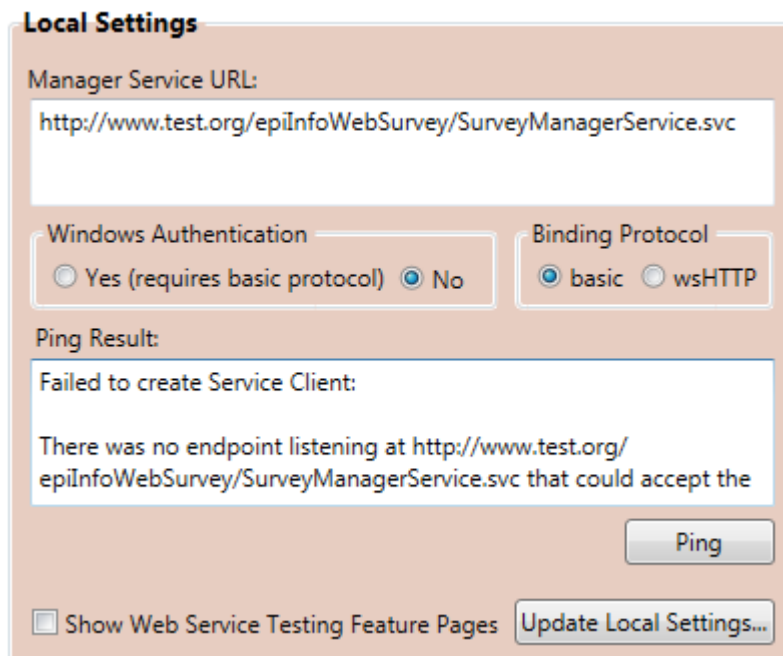 Local Settings
Manager Service URL:
http://www.test.org/epiInfoWebSurvey/SurveyManagerService.svc
Windows Authentication
Binding Protocol
Yes (requires basic protocol) No
basic wsHTTP
Ping Result:
Failed to create Service Client:
There was no endpoint listening at http://www.test.org/
epiInfoWebSurvey/SurveyManagerService.svc that could accept the
Ping
Show Web Service Testing Feature Pages
Update Local Settings...